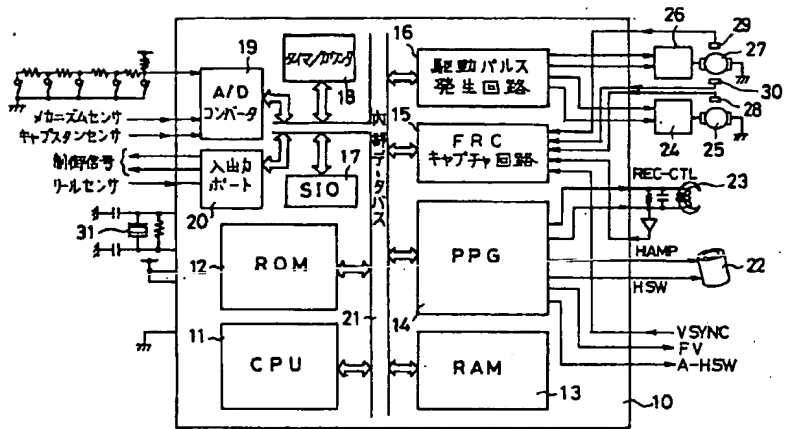 19
A/D
コンバータ
タイマ/カウンタ
18
メカニズムセンサ
キャプスタンセンサ
制御信号
リールセンサ
入出力
ポート
20
17
SIO
内部データバス
21
31
12
ROM
11
CPU
16
駆動パルス
発生回路
15
FRC
キャプチャ回路
14
PPG
RAM
13
10
26
29
27
30
28
24
25
REC-CTL
23
HAMP
HSW
22
VSYNC
FV
A-HSW